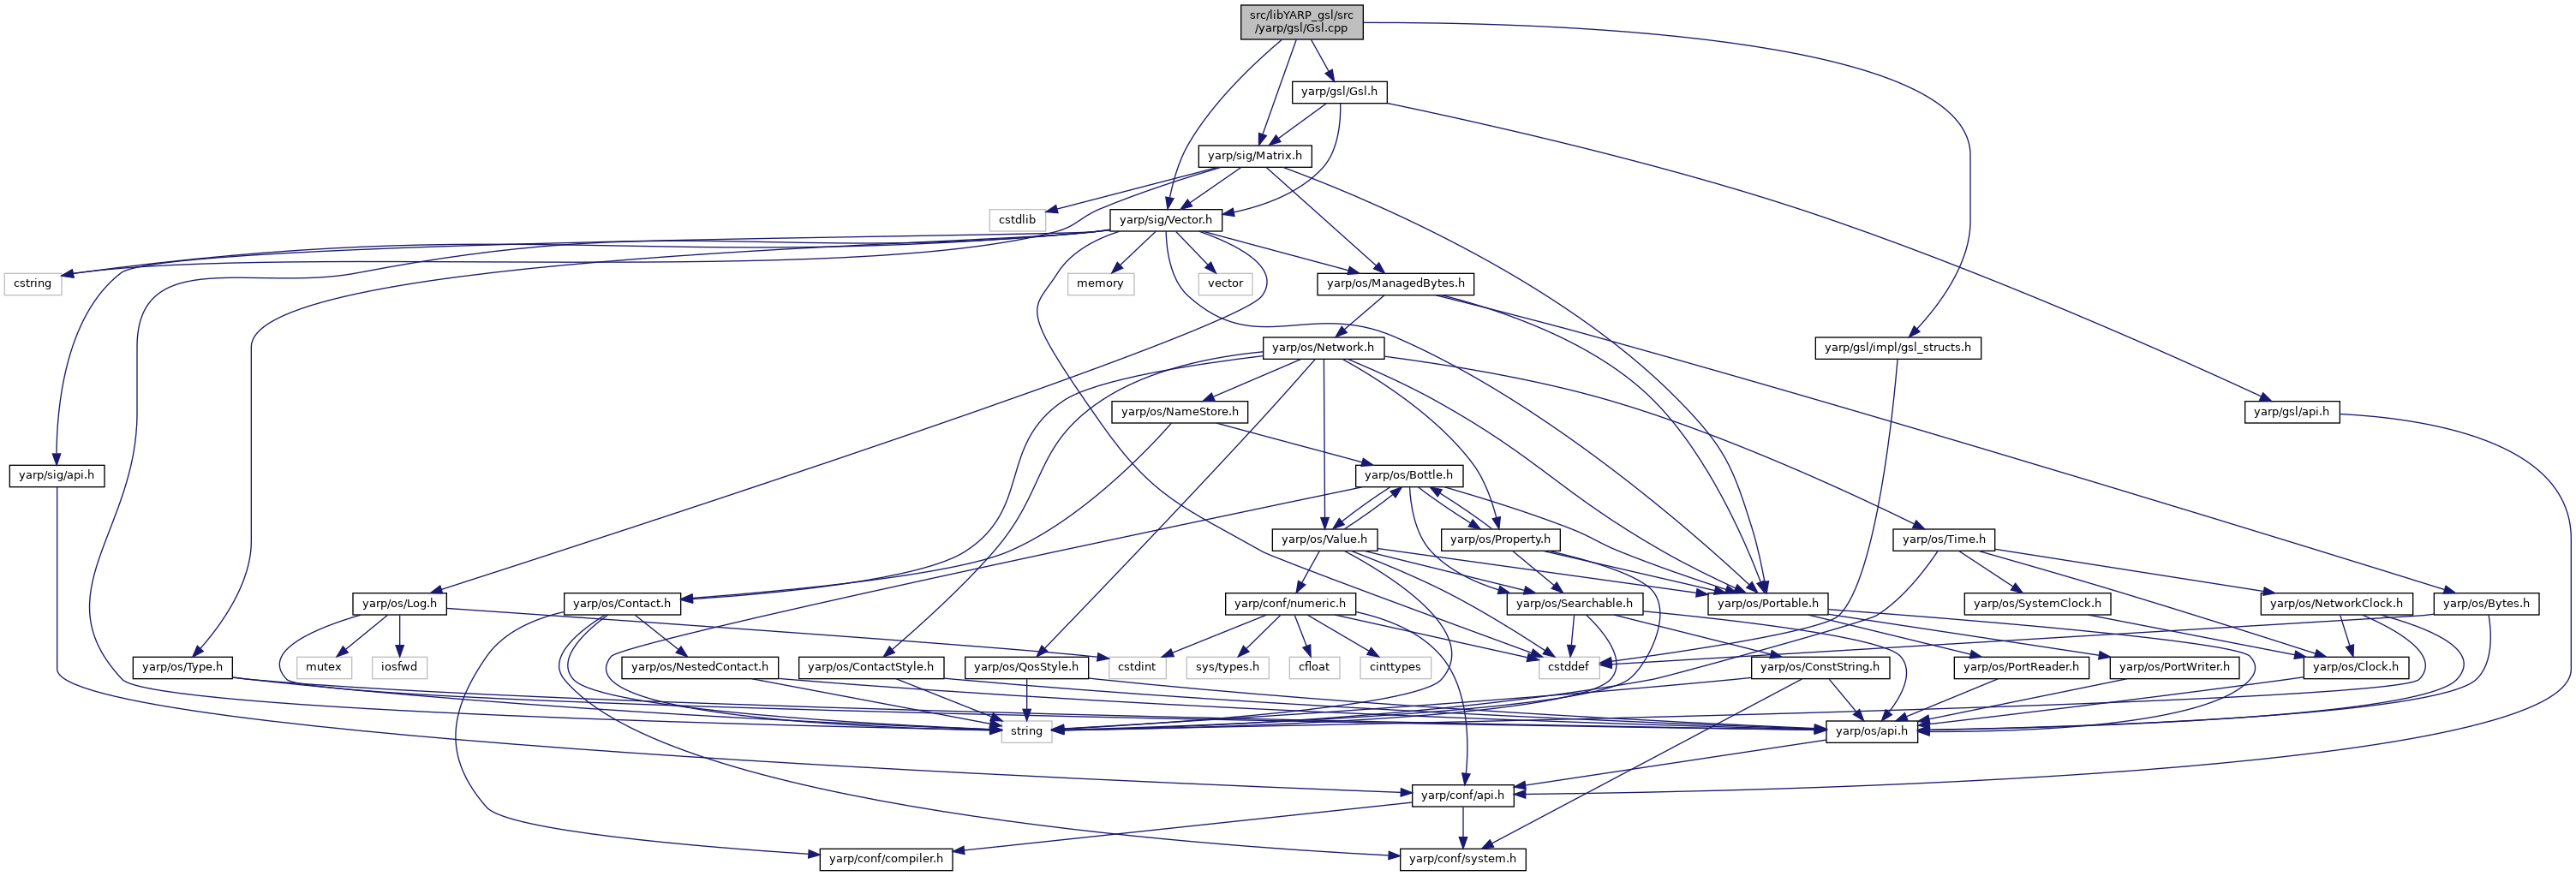 src/libYARP_gsl/src
/yarp/gsl/Gsl.cpp
yarp/gsl/Gsl.h
yarp/sig/Matrix.h
cstdlib
yarp/sig/Vector.h
cstring
memory
vector
yarp/os/ManagedBytes.h
yarp/os/Network.h
yarp/gsl/impl/gsl_structs.h
yarp/os/NameStore.h
yarp/gsl/api.h
yarp/sig/api.h
yarp/os/Bottle.h
yarp/os/Value.h
yarp/os/Property.h
yarp/os/Time.h
yarp/os/Log.h
yarp/os/Contact.h
yarp/conf/numeric.h
yarp/os/Searchable.h
yarp/os/Portable.h
yarp/os/SystemClock.h
yarp/os/NetworkClock.h
yarp/os/Bytes.h
yarp/os/Type.h
mutex
iosfwd
yarp/os/NestedContact.h
yarp/os/ContactStyle.h
yarp/os/QosStyle.h
cstdint
sys/types.h
cfloat
cinttypes
cstddef
yarp/os/ConstString.h
yarp/os/PortReader.h
yarp/os/PortWriter.h
yarp/os/Clock.h
string
yarp/os/api.h
yarp/conf/api.h
yarp/conf/compiler.h
yarp/conf/system.h